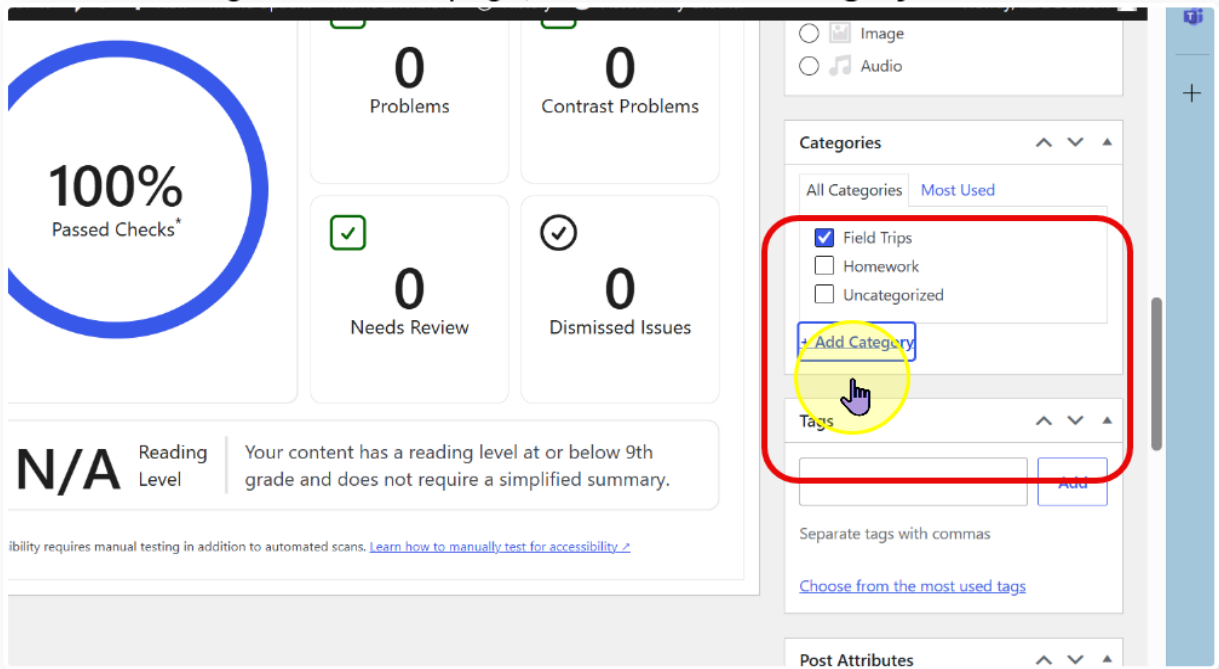 Image
Audio
0
Problems
0
Contrast Problems
100%
Passed Checks*
0
Needs Review
0
Dismissed Issues
N/A
Reading
Level
Your content has a reading level at or below 9th
grade and does not require a simplified summary.
ibility requires manual testing in addition to automated scans. Learn how to manually test for accessibility
Categories
All Categories Most Used
Field Trips
Homework
Uncategorized
+ Add Category
Tags
Add
Separate tags with commas
Choose from the most used tags
Post Attributes